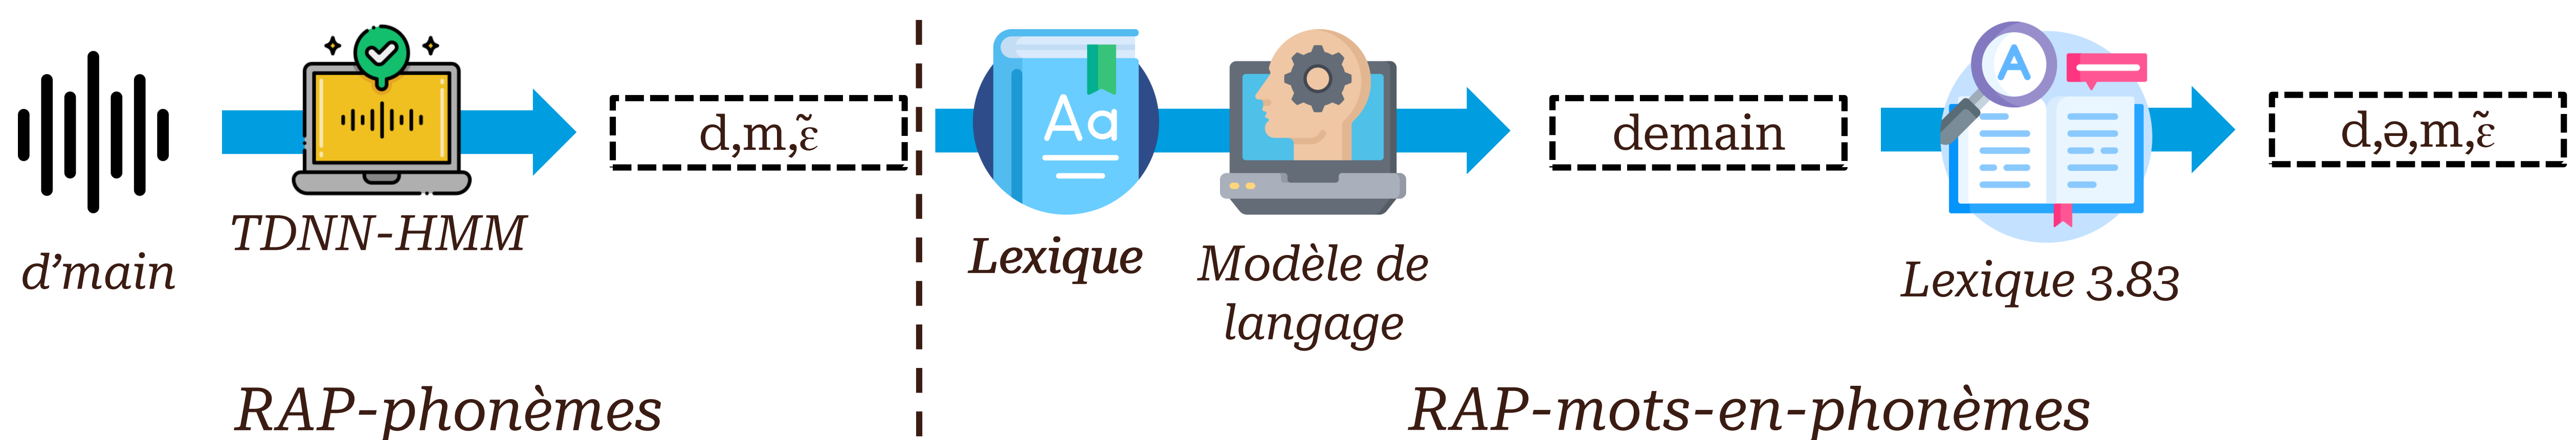 d'main
TDNN-HMM
d,m,ɛ̃
Aa
Lexique
Modèle de
langage
demain
A
Lexique 3.83
d,ə,m,ɛ̃
RAP-phonèmes
RAP-mots-en-phonèmes